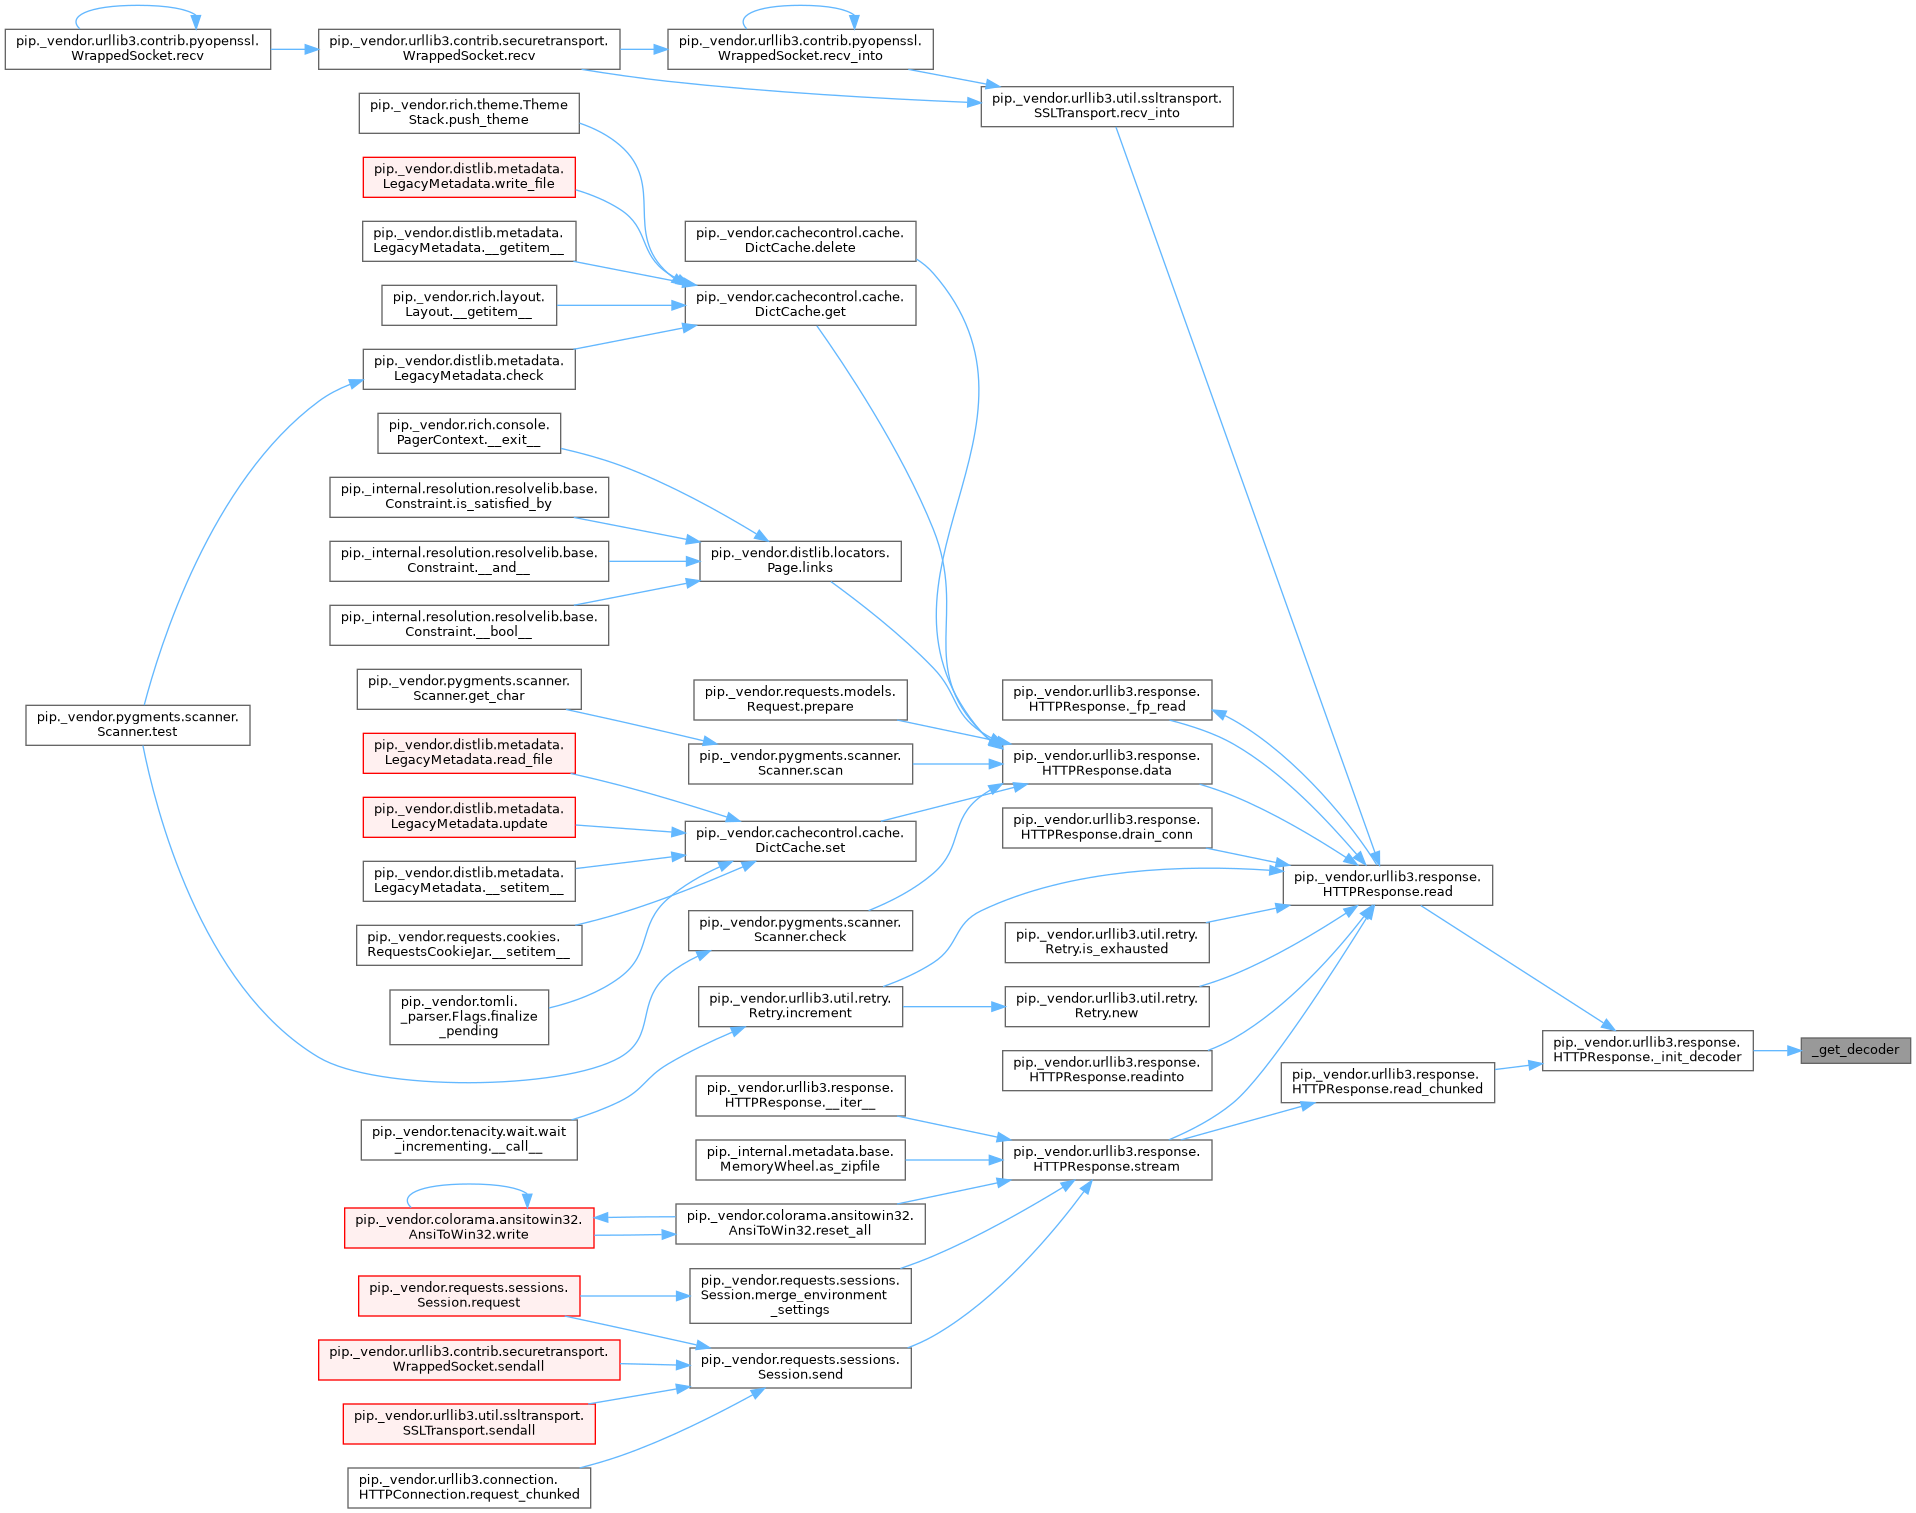 pip._vendor.urllib3.contrib.pyopenssl.
WrappedSocket.recv
pip._vendor.urllib3.contrib.securetransport.
WrappedSocket.recv
pip._vendor.urllib3.contrib.pyopenssl.
WrappedSocket.recv_into
pip._vendor.urllib3.util.ssltransport.
SSLTransport.recv_into
pip._vendor.rich.theme.Theme
Stack.push_theme
pip._vendor.distlib.metadata.
LegacyMetadata.write_file
pip._vendor.distlib.metadata.
LegacyMetadata.__getitem__
pip._vendor.cachecontrol.cache.
DictCache.delete
pip._vendor.rich.layout.
Layout.__getitem__
pip._vendor.cachecontrol.cache.
DictCache.get
pip._vendor.distlib.metadata.
LegacyMetadata.check
pip._vendor.rich.console.
PagerContext.__exit__
pip._internal.resolution.resolvelib.base.
Constraint.is_satisfied_by
pip._internal.resolution.resolvelib.base.
Constraint.__and__
pip._vendor.distlib.locators.
Page.links
pip._internal.resolution.resolvelib.base.
Constraint.__bool__
pip._vendor.pygments.scanner.
Scanner.get_char
pip._vendor.requests.models.
Request.prepare
pip._vendor.urllib3.response.
HTTPResponse._fp_read
pip._vendor.pygments.scanner.
Scanner.test
pip._vendor.distlib.metadata.
LegacyMetadata.read_file
pip._vendor.pygments.scanner.
Scanner.scan
pip._vendor.urllib3.response.
HTTPResponse.data
pip._vendor.distlib.metadata.
LegacyMetadata.update
pip._vendor.cachecontrol.cache.
DictCache.set
pip._vendor.urllib3.response.
HTTPResponse.drain_conn
pip._vendor.distlib.metadata.
LegacyMetadata.__setitem__
pip._vendor.urllib3.response.
HTTPResponse.read
pip._vendor.requests.cookies.
RequestsCookieJar.__setitem__
pip._vendor.pygments.scanner.
Scanner.check
pip._vendor.urllib3.util.retry.
Retry.is_exhausted
pip._vendor.tomli.
_parser.Flags.finalize
_pending
pip._vendor.urllib3.util.retry.
Retry.increment
pip._vendor.urllib3.util.retry.
Retry.new
pip._vendor.urllib3.response.
HTTPResponse.readinto
pip._vendor.urllib3.response.
HTTPResponse._init_decoder
_get_decoder
pip._vendor.urllib3.response.
HTTPResponse.read_chunked
pip._vendor.urllib3.response.
HTTPResponse.__iter__
pip._vendor.tenacity.wait.wait
_incrementing.__call__
pip._internal.metadata.base.
MemoryWheel.as_zipfile
pip._vendor.urllib3.response.
HTTPResponse.stream
pip._vendor.colorama.ansitowin32.
AnsiToWin32.write
pip._vendor.colorama.ansitowin32.
AnsiToWin32.reset_all
pip._vendor.requests.sessions.
Session.request
pip._vendor.requests.sessions.
Session.merge_environment
_settings
pip._vendor.urllib3.contrib.securetransport.
WrappedSocket.sendall
pip._vendor.requests.sessions.
Session.send
pip._vendor.urllib3.util.ssltransport.
SSLTransport.sendall
pip._vendor.urllib3.connection.
HTTPConnection.request_chunked